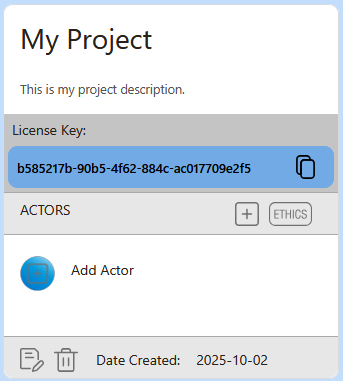 My Project
This is my project description.
License Key:
b585217b-90b5-4f62-884c-ac017709e2f5
ACTORS
ETHICS
Add Actor
Date Created: 2025-10-02